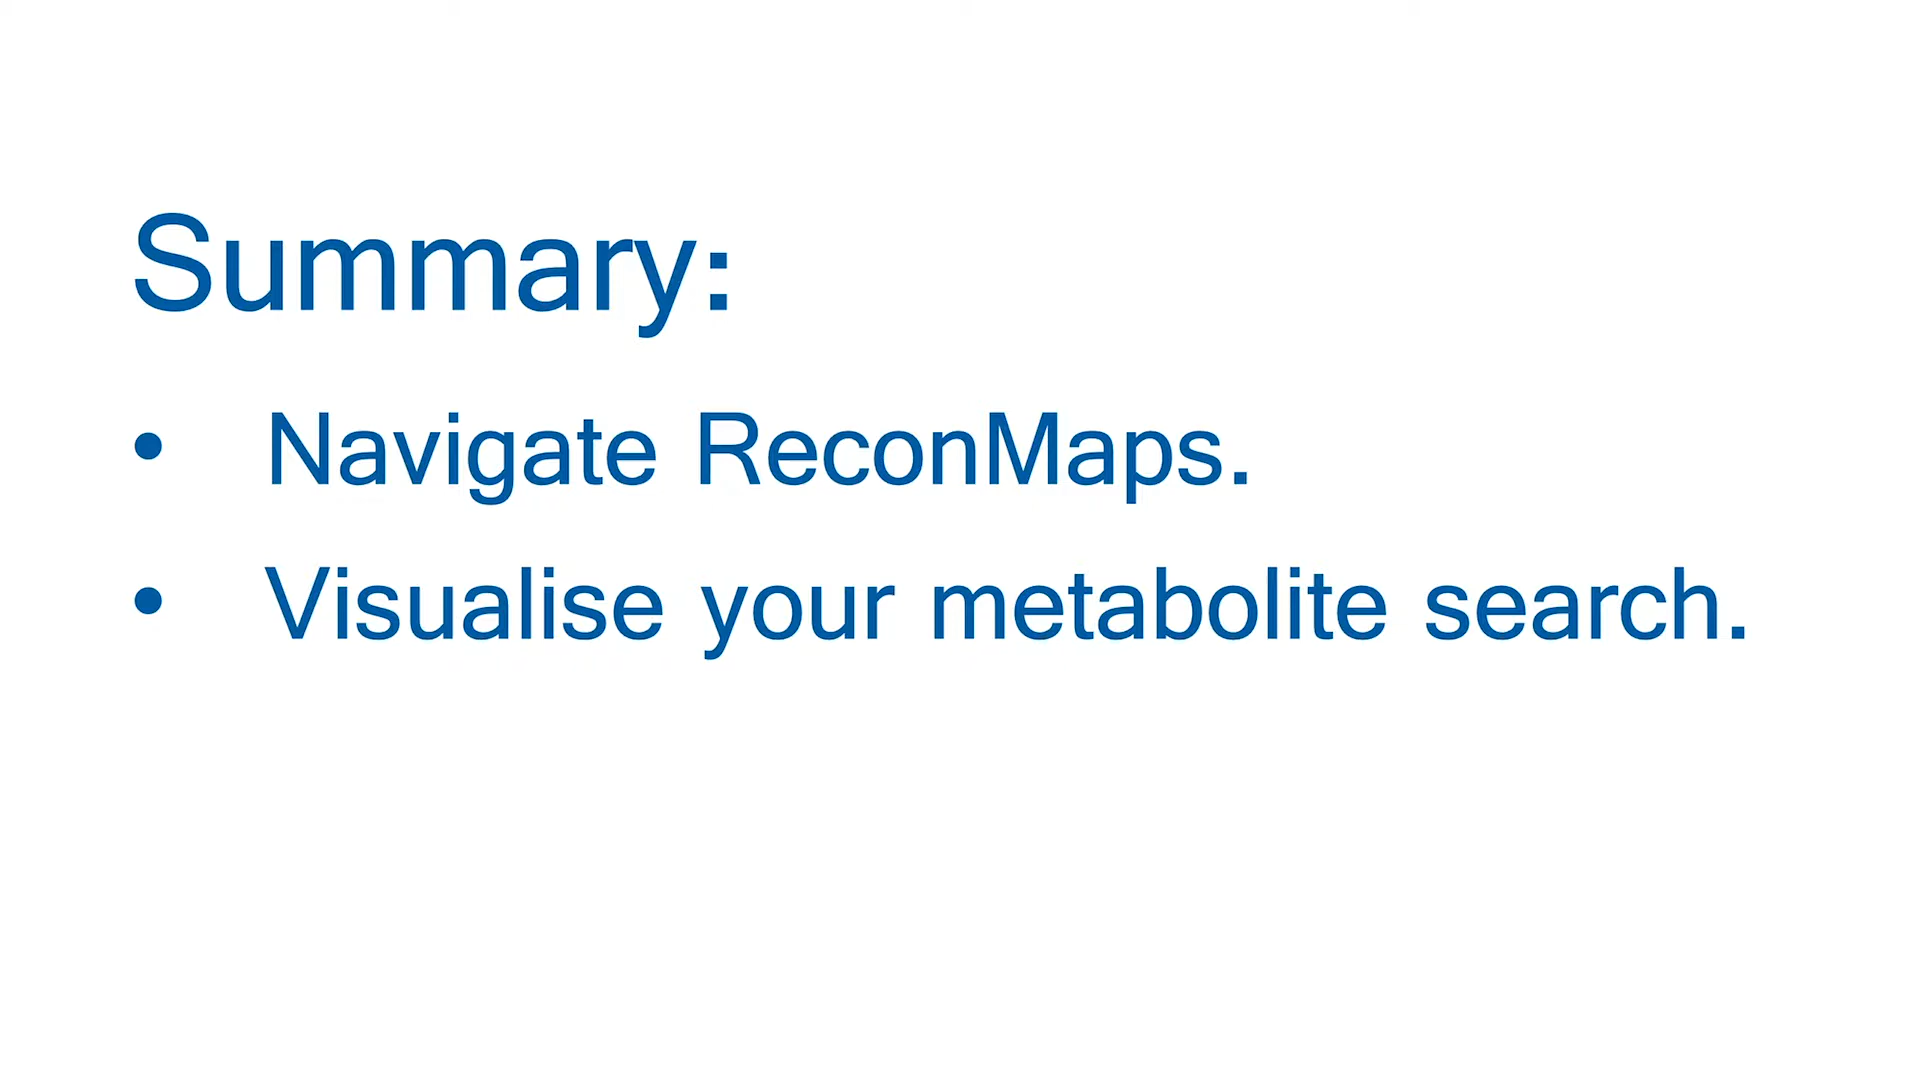 Summary:
• Navigate ReconMaps.
• Visualise your metabolite search.